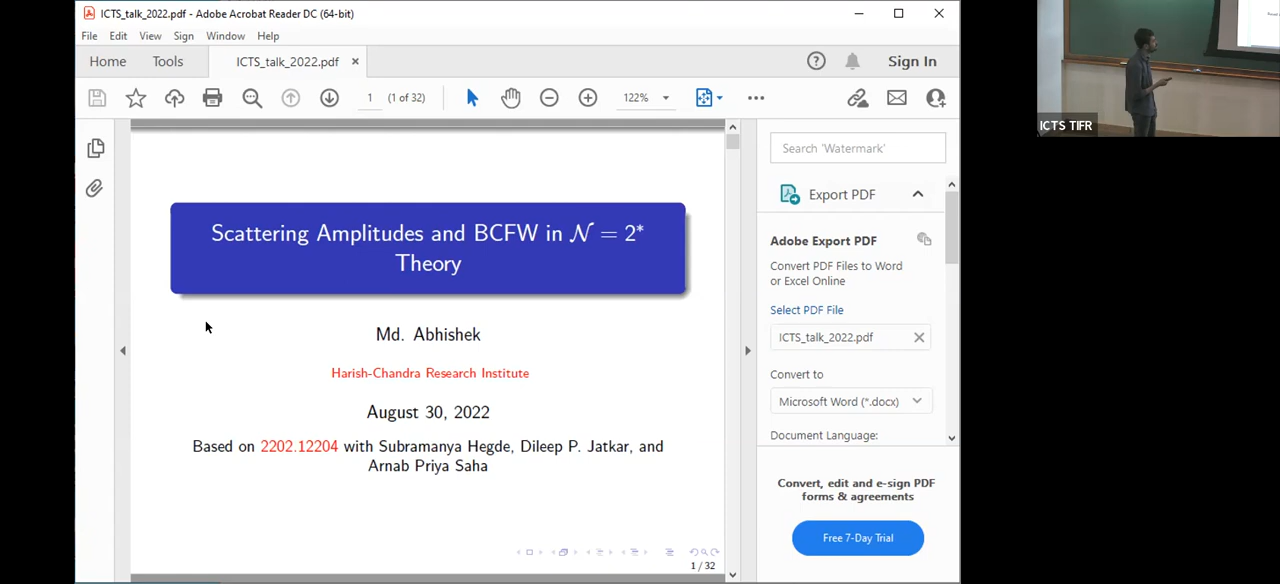 ICTS_talk_2022.pdf - Adobe Acrobat Reader DC (64-bit)
File Edit View Sign Window Help
Home Tools ICTS_talk_2022.pdf ×
Sign In
1 (1 of 32)
122%
Search 'Watermark'
Export PDF
Adobe Export PDF
Convert PDF Files to Word
or Excel Online
Select PDF File
ICTS_talk_2022.pdf
Convert to
Microsoft Word (*.docx)
Document Language:
Convert, edit and e-sign PDF
forms & agreements
Free 7-Day Trial
Scattering Amplitudes and BCFW in 𝒩 = 2*
Theory
Md. Abhishek
Harish-Chandra Research Institute
August 30, 2022
Based on 2202.12204 with Subramanya Hegde, Dileep P. Jatkar, and
Arnab Priya Saha
1 / 32
ICTS TIFR